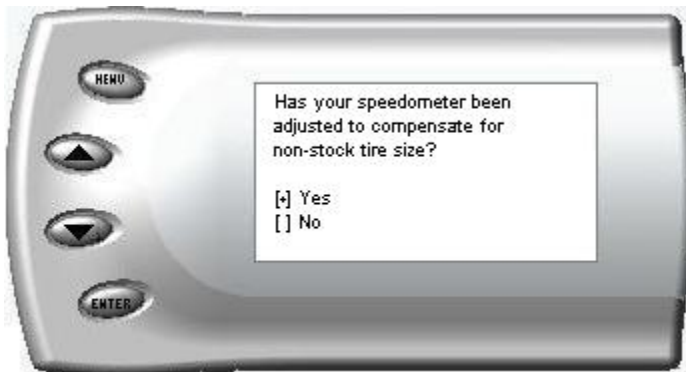 MENU
Has your speedometer been
adjusted to compensate for
non-stock tire size?
[•] Yes
[ ] No
ENTER